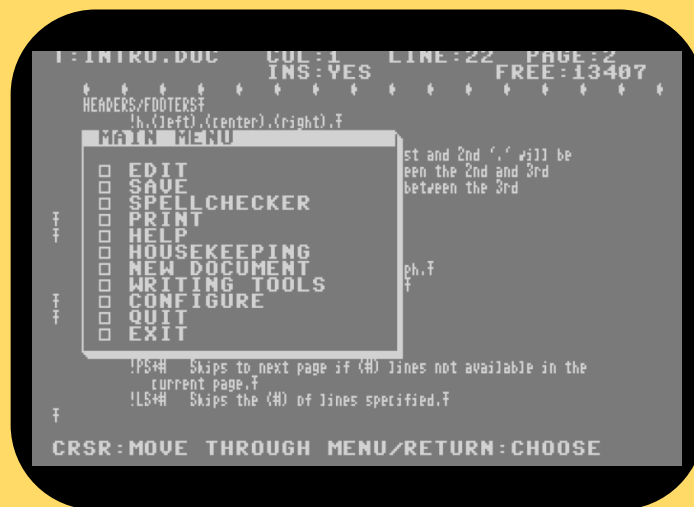 T:INTRO.DOC COL:1 LINE:22 PAGE:2
INS:YES FREE:13407
HEADERS/FOOTERS
!h.(left).(center).(right).
MAIN MENU
st and 2nd '.' will be
EDIT
een the 2nd and 3rd
SAVE
between the 3rd
SPELLCHECKER
PRINT
HELP
HOUSEKEEPING
NEW DOCUMENT
ph.
WRITING TOOLS
CONFIGURE
QUIT
EXIT
!PS+# Skips to next page if (#) lines not available in the
current page.
!LS+# Skips the (#) of lines specified.
CRSR:MOVE THROUGH MENU/RETURN:CHOOSE